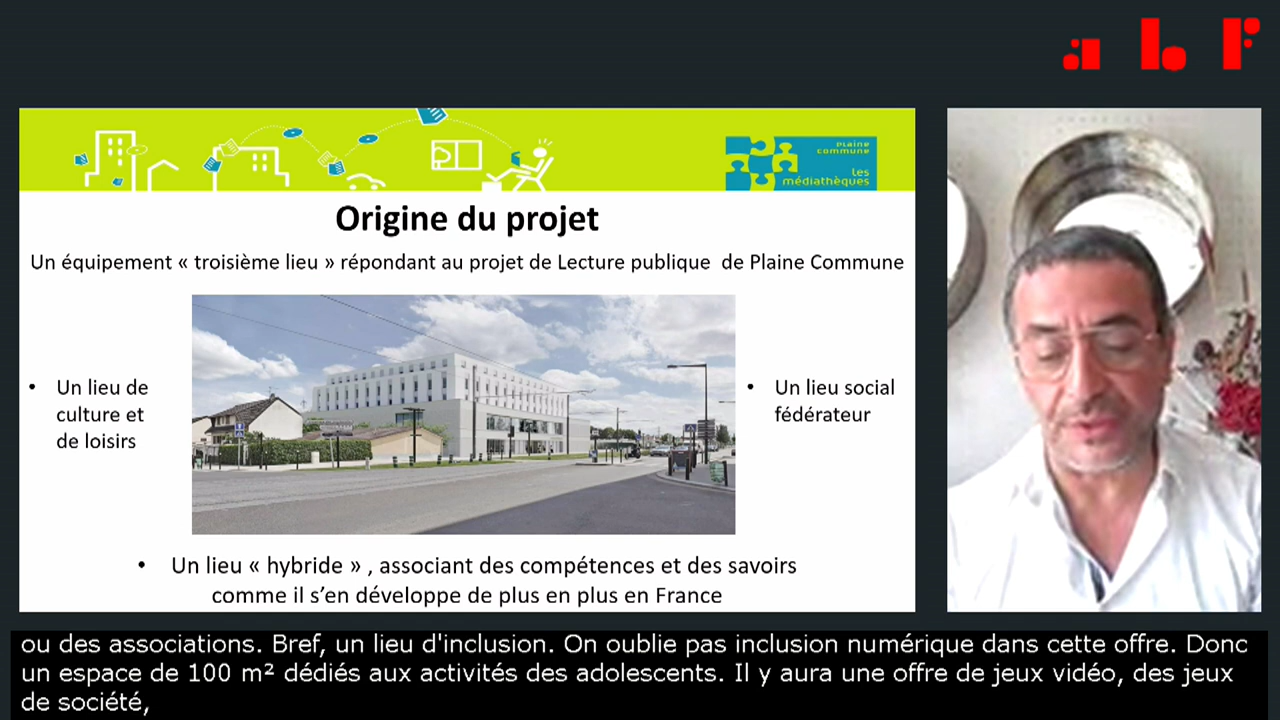 abf
plaine
commune
Les
médiathèques
Origine du projet
Un équipement « troisième lieu » répondant au projet de Lecture publique de Plaine Commune
• Un lieu de
culture et
de loisirs
• Un lieu social
fédérateur
• Un lieu « hybride » , associant des compétences et des savoirs
comme il s’en développe de plus en plus en France
ou des associations. Bref, un lieu d'inclusion. On oublie pas inclusion numérique dans cette offre. Donc
un espace de 100 m² dédiés aux activités des adolescents. Il y aura une offre de jeux vidéo, des jeux
de société,